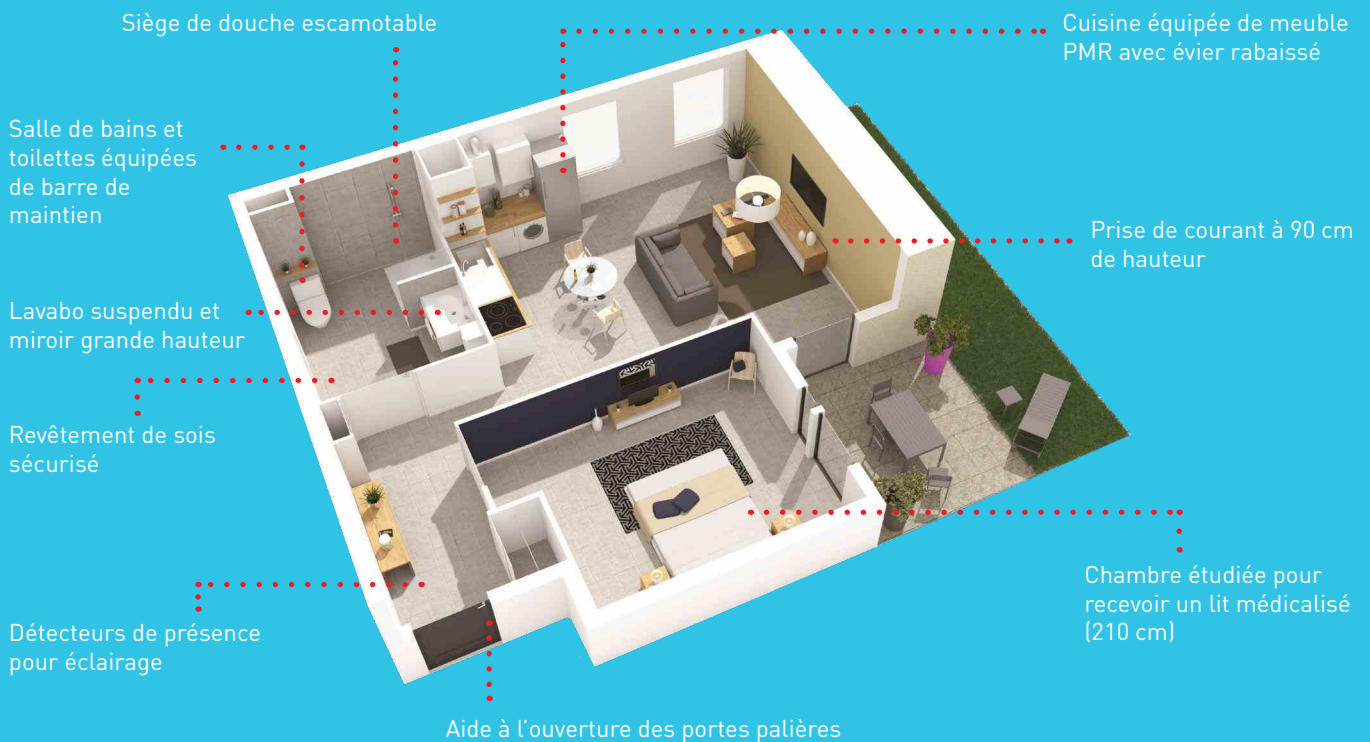 Siège de douche escamotable
Cuisine équipée de meuble
PMR avec évier rabaissé
Salle de bains et
toilettes équipées
de barre de
maintien
Prise de courant à 90 cm
de hauteur
Lavabo suspendu et
miroir grande hauteur
Revêtement de sois
sécurisé
Chambre étudiée pour
recevoir un lit médicalisé
(210 cm)
Détecteurs de présence
pour éclairage
Aide à l'ouverture des portes palières